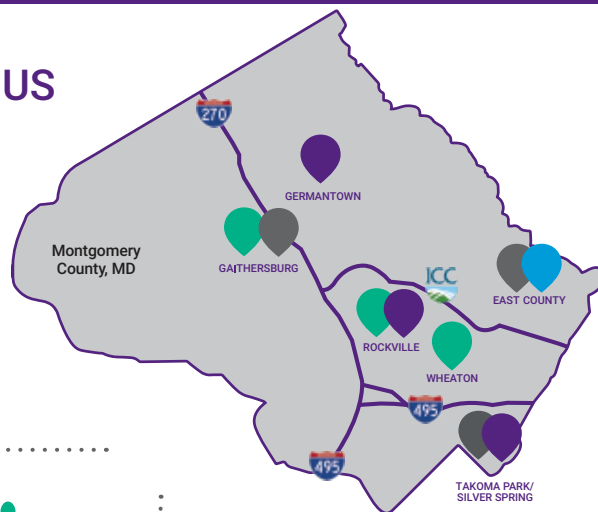 US
270
GERMANTOWN
GAITHERSBURG
Montgomery
County, MD
ICC
EAST COUNTY
ROCKVILLE
WHEATON
495
495
TAKOMA PARK/
SILVER SPRING